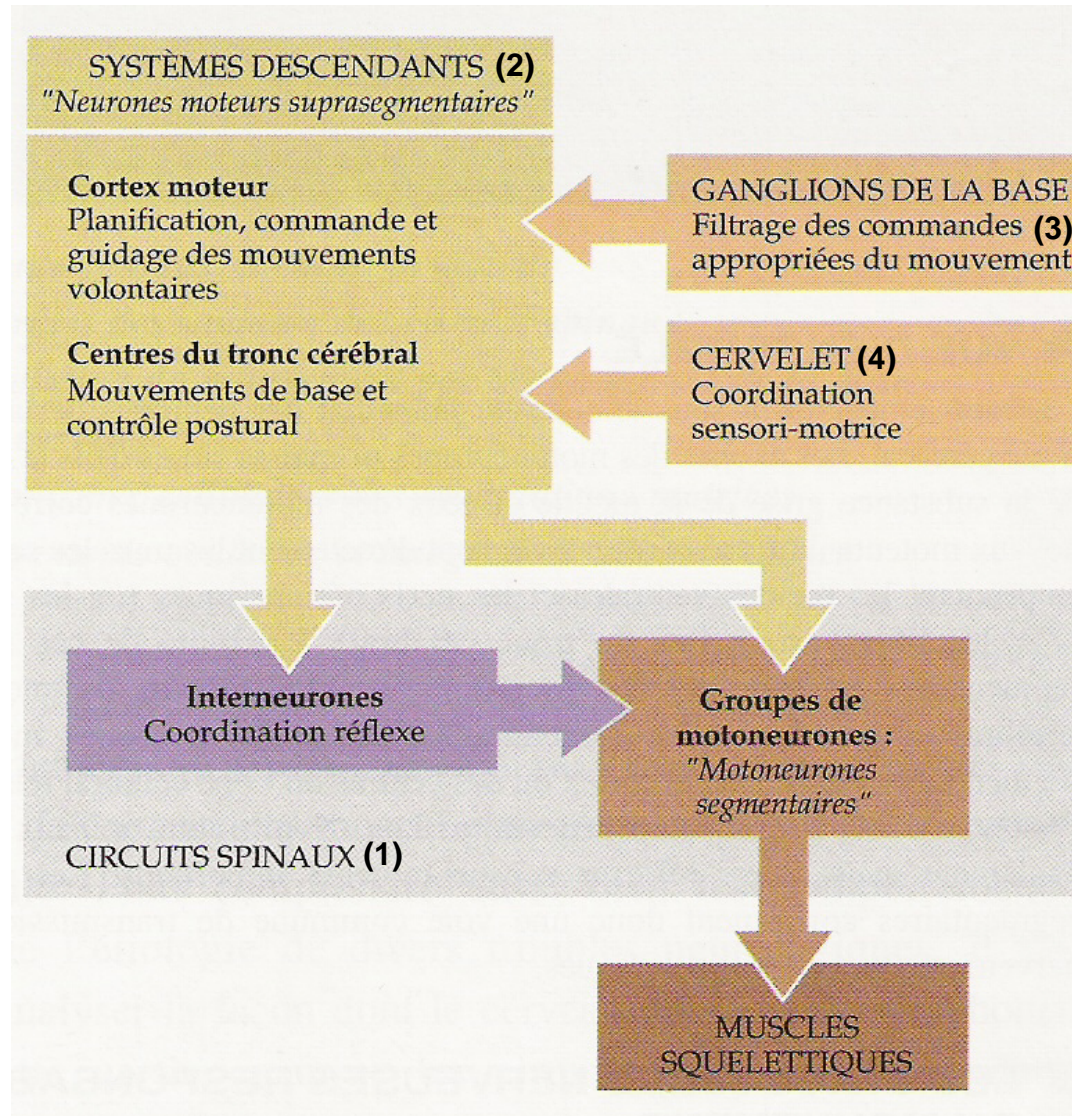 SYSTÈMES DESCENDANTS (2)
"Neurones moteurs suprasegmentaires"
Cortex moteur
Planification, commande et
guidage des mouvements
volontaires
Centres du tronc cérébral
Mouvements de base et
contrôle postural
GANGLIONS DE LA BASE
Filtrage des commandes (3)
appropriées du mouvement
CERVELET (4)
Coordination
sensori-motrice
Interneurones
Coordination réflexe
Groupes de
motoneurones :
"Motoneurones
segmentaires"
CIRCUITS SPINAUX (1)
MUSCLES
SQUELETTIQUES